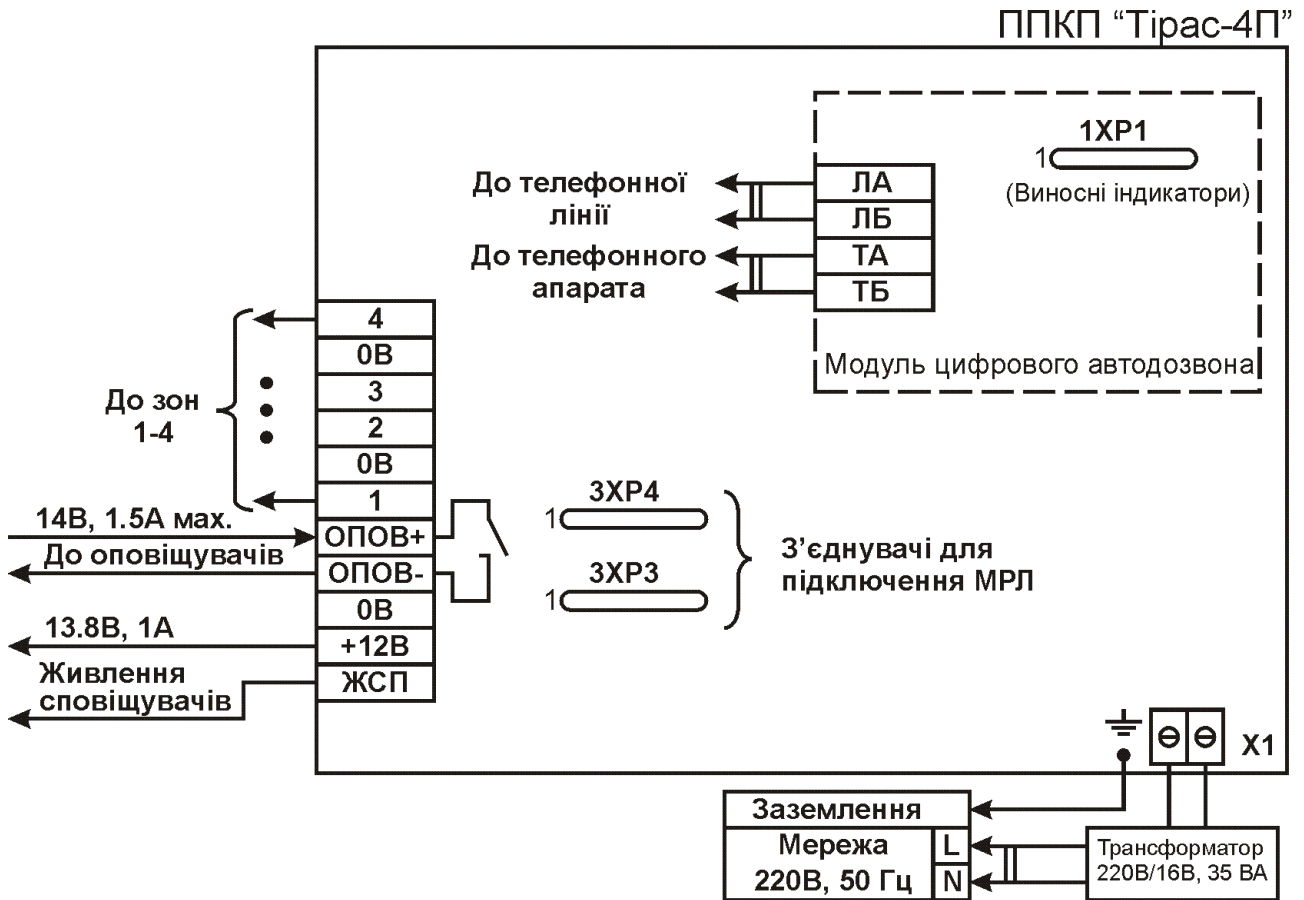 ППКП “Тірас-4П”
1XP1
1
(Виносні індикатори)
До телефонної
лінії
ЛА
ЛБ
До телефонного
апарата
ТА
ТБ
Модуль цифрового автодозвона
До зон
1-4
4
0В
3
2
0В
1
14В, 1.5А мах.
ОПОВ+
До оповіщувачів
ОПОВ-
0В
13.8В, 1А
+12В
Живлення
сповіщувачів
ЖСП
3XP4
1
3XP3
1
З’єднувачі для
підключення МРЛ
X1
Заземлення
Мережа
220В, 50 Гц
L
N
Трансформатор
220В/16В, 35 ВА